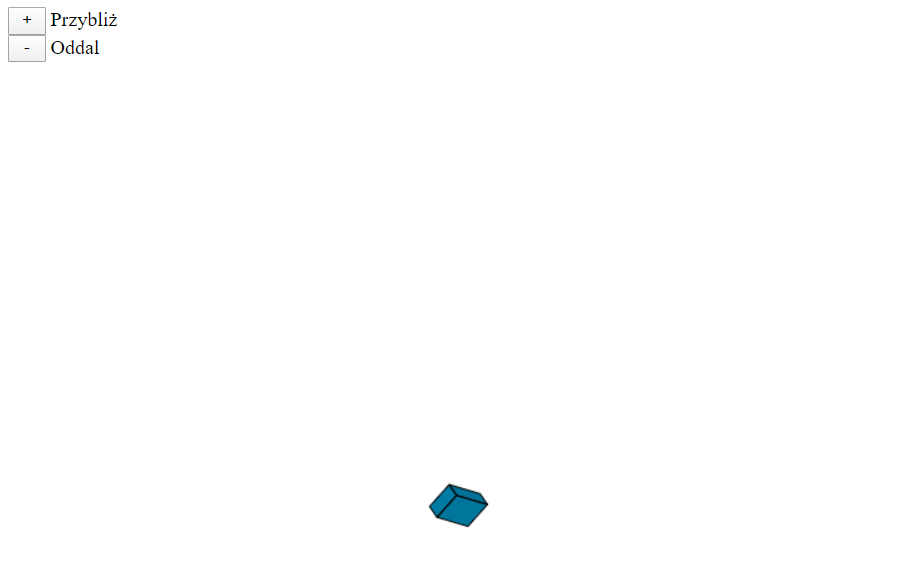 + Przybliż
- Oddal